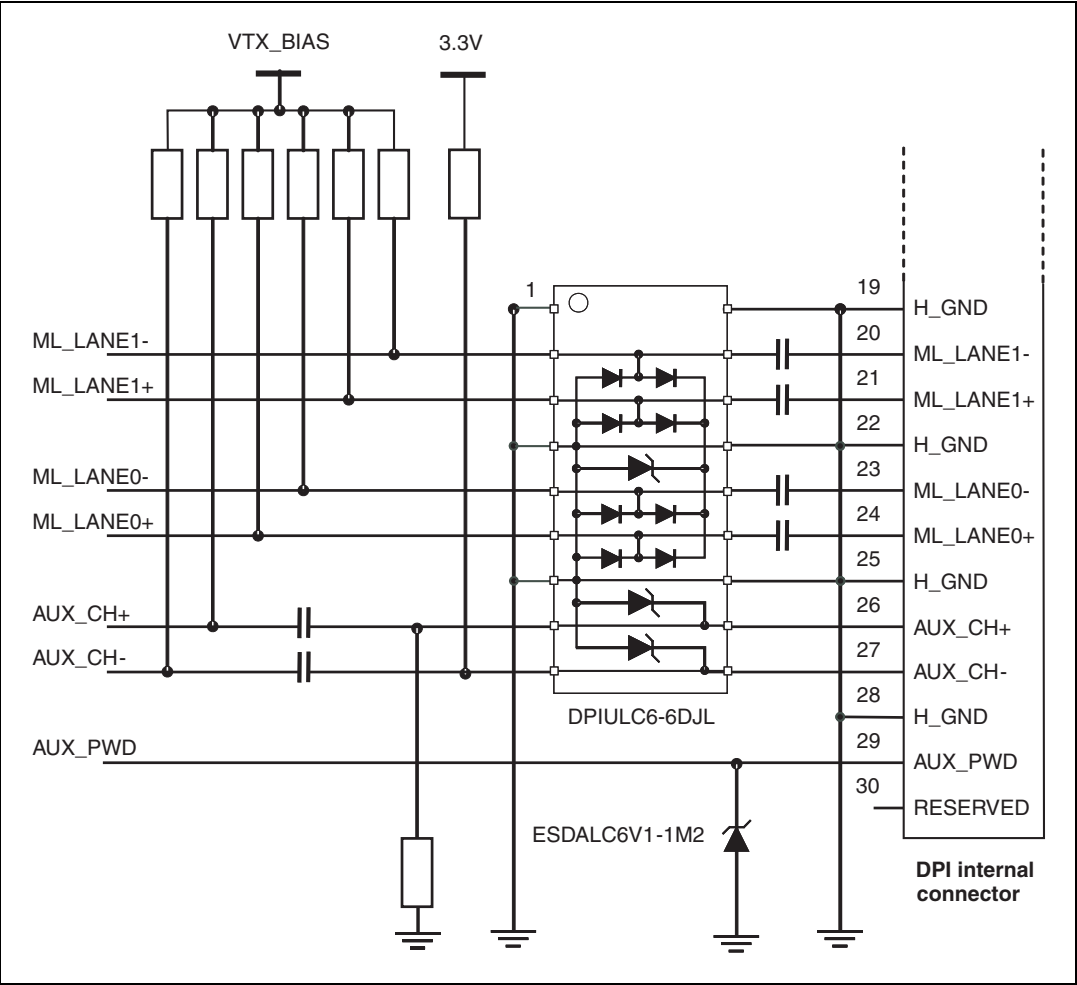 VTX_BIAS
3.3V
1
19
H_GND
20
ML_LANE1-
ML_LANE1-
21
ML_LANE1+
ML_LANE1+
22
H_GND
23
ML_LANE0-
ML_LANE0-
24
ML_LANE0+
ML_LANE0+
25
H_GND
26
AUX_CH+
AUX_CH+
27
AUX_CH-
AUX_CH-
28
DPIULC6-6DJL
H_GND
29
AUX_PWD
AUX_PWD
30
RESERVED
ESDALC6V1-1M2
DPI internal
connector